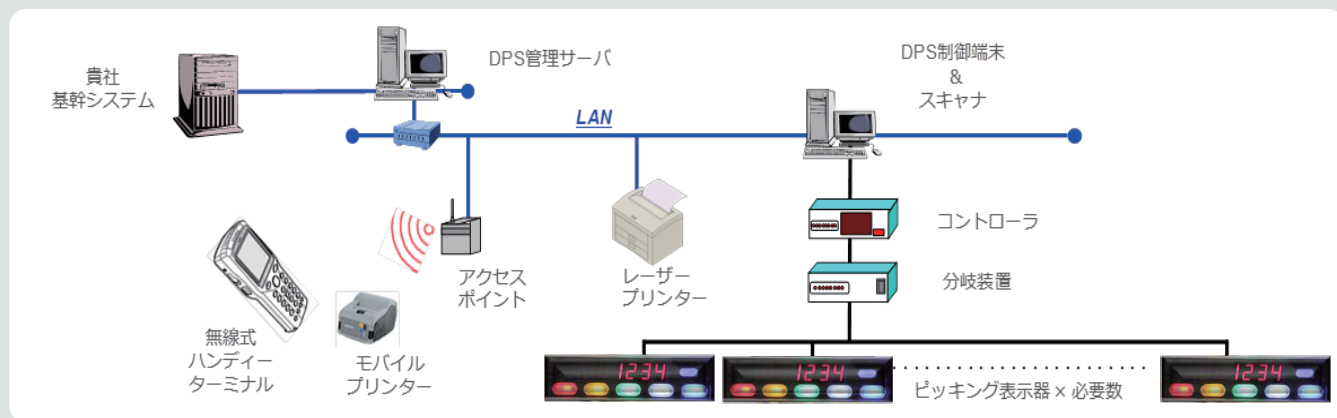 貴社
基幹システム
DPS管理サーバ
DPS制御端末
&
スキャナ
LAN
コントローラ
分岐装置
アクセス
ポイント
レーザー
プリンター
無線式
ハンディー
ターミナル
モバイル
プリンター
1234
1234
1234
ピッキング表示器×必要数